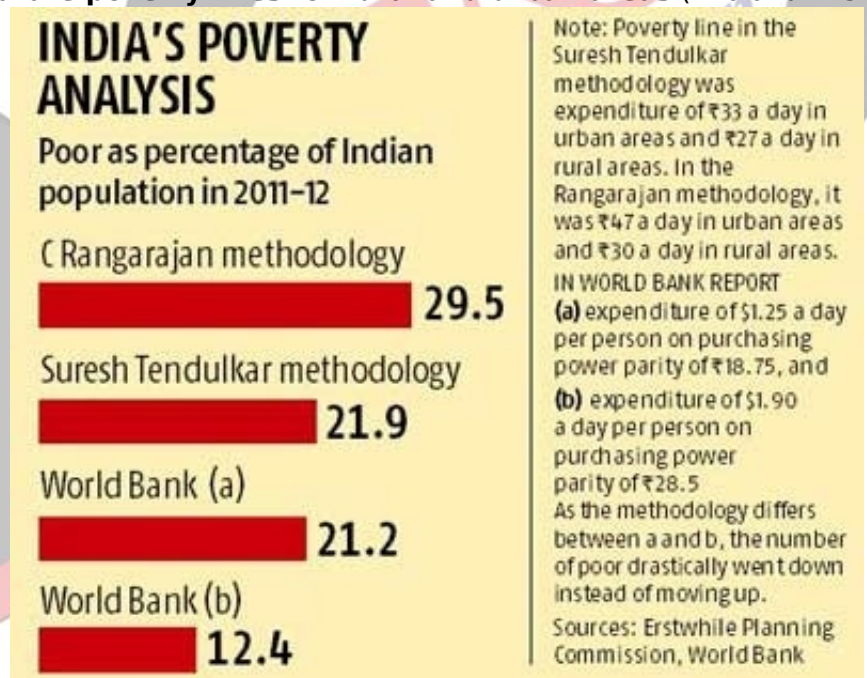 INDIA'S POVERTY
ANALYSIS
Poor as percentage of Indian
population in 2011-12
C Rangarajan methodology
29.5
Suresh Tendulkar methodology
21.9
World Bank (a)
21.2
World Bank (b)
12.4
Note: Poverty line in the
Suresh Tendulkar
methodology was
expenditure of ₹33 a day in
urban areas and ₹27 a day in
rural areas. In the
Rangarajan methodology, it
was ₹47 a day in urban areas
and ₹30 a day in rural areas.
IN WORLD BANK REPORT
(a) expenditure of $1.25 a day
per person on purchasing
power parity of ₹18.75, and
(b) expenditure of $1.90
a day per person on
purchasing power
parity of ₹28.5
As the methodology differs
between a and b, the number
of poor drastically went down
instead of moving up.
Sources: Erstwhile Planning
Commission, World Bank